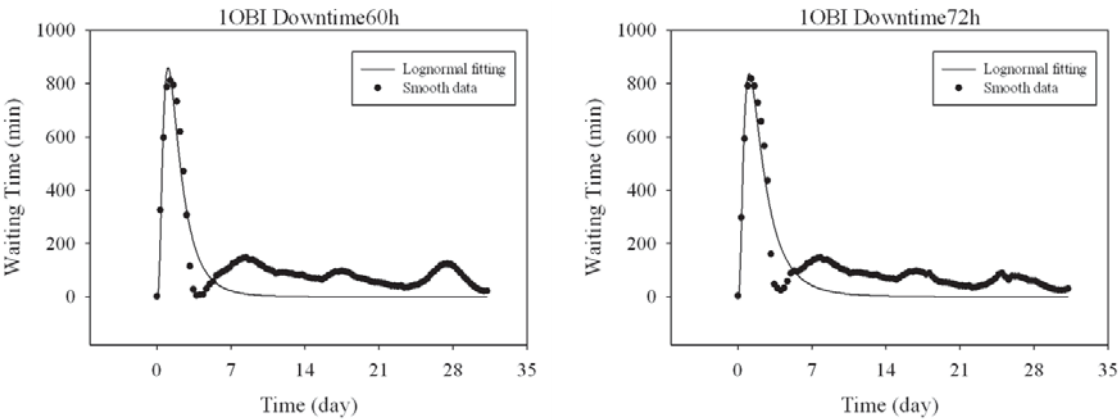 1OBI Downtime60h
1000
800
600
400
200
0
Waiting Time (min)
Lognormal fitting
Smooth data
0 7 14 21 28 35
Time (day)
1OBI Downtime72h
1000
800
600
400
200
0
Waiting Time (min)
Lognormal fitting
Smooth data
0 7 14 21 28 35
Time (day)